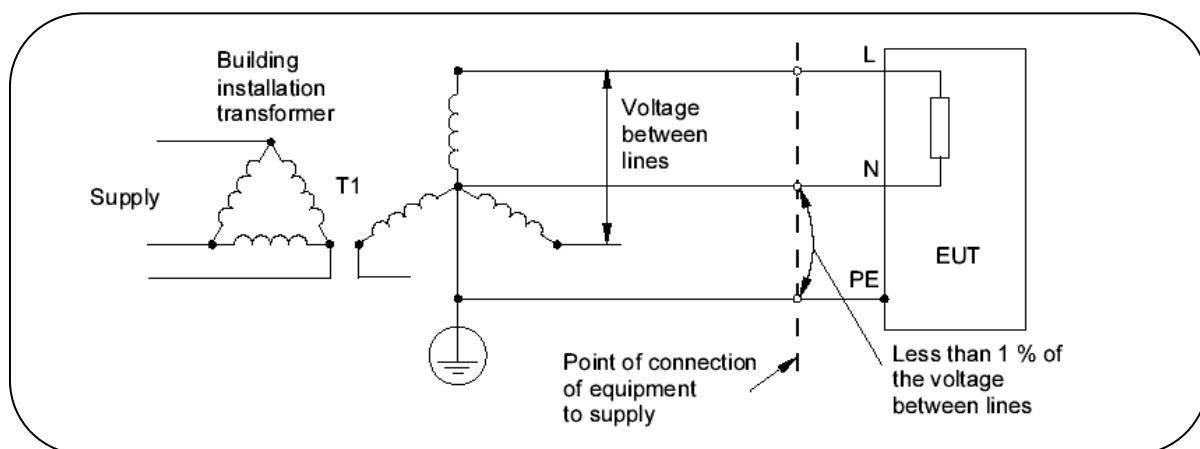 Building
installation
transformer
Supply
T1
Voltage
between
lines
L
N
PE
EUT
Point of connection
of equipment
to supply
Less than 1 % of
the voltage
between lines